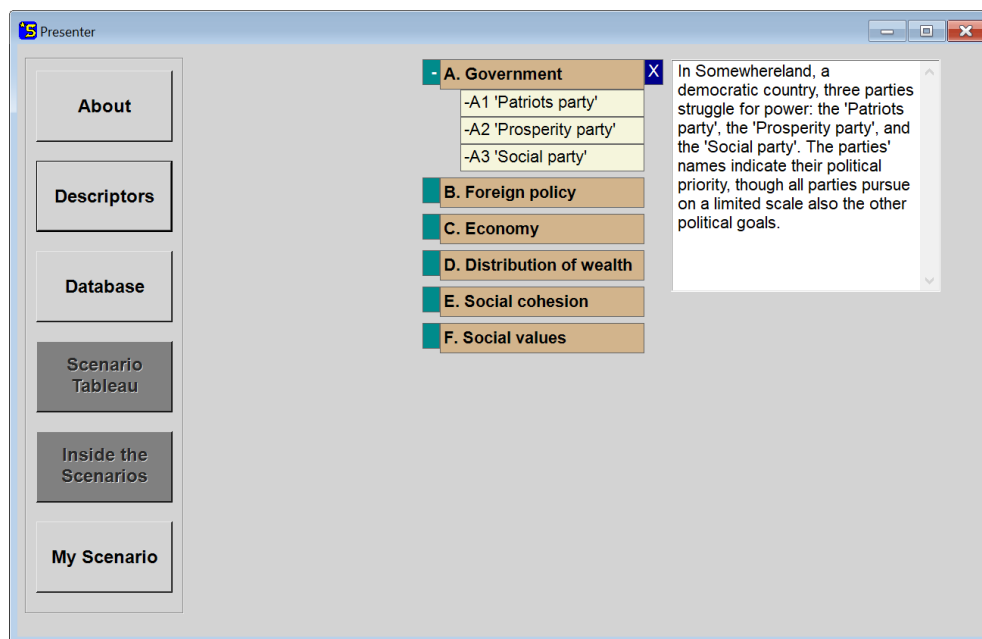 Presenter
About
Descriptors
Database
Scenario
Tableau
Inside the
Scenarios
My Scenario
- A. Government X
-A1 'Patriots party'
-A2 'Prosperity party'
-A3 'Social party'
B. Foreign policy
C. Economy
D. Distribution of wealth
E. Social cohesion
F. Social values
In Somewhereland, a
democratic country, three parties
struggle for power: the 'Patriots
party', the 'Prosperity party', and
the 'Social party'. The parties'
names indicate their political
priority, though all parties pursue
on a limited scale also the other
political goals.